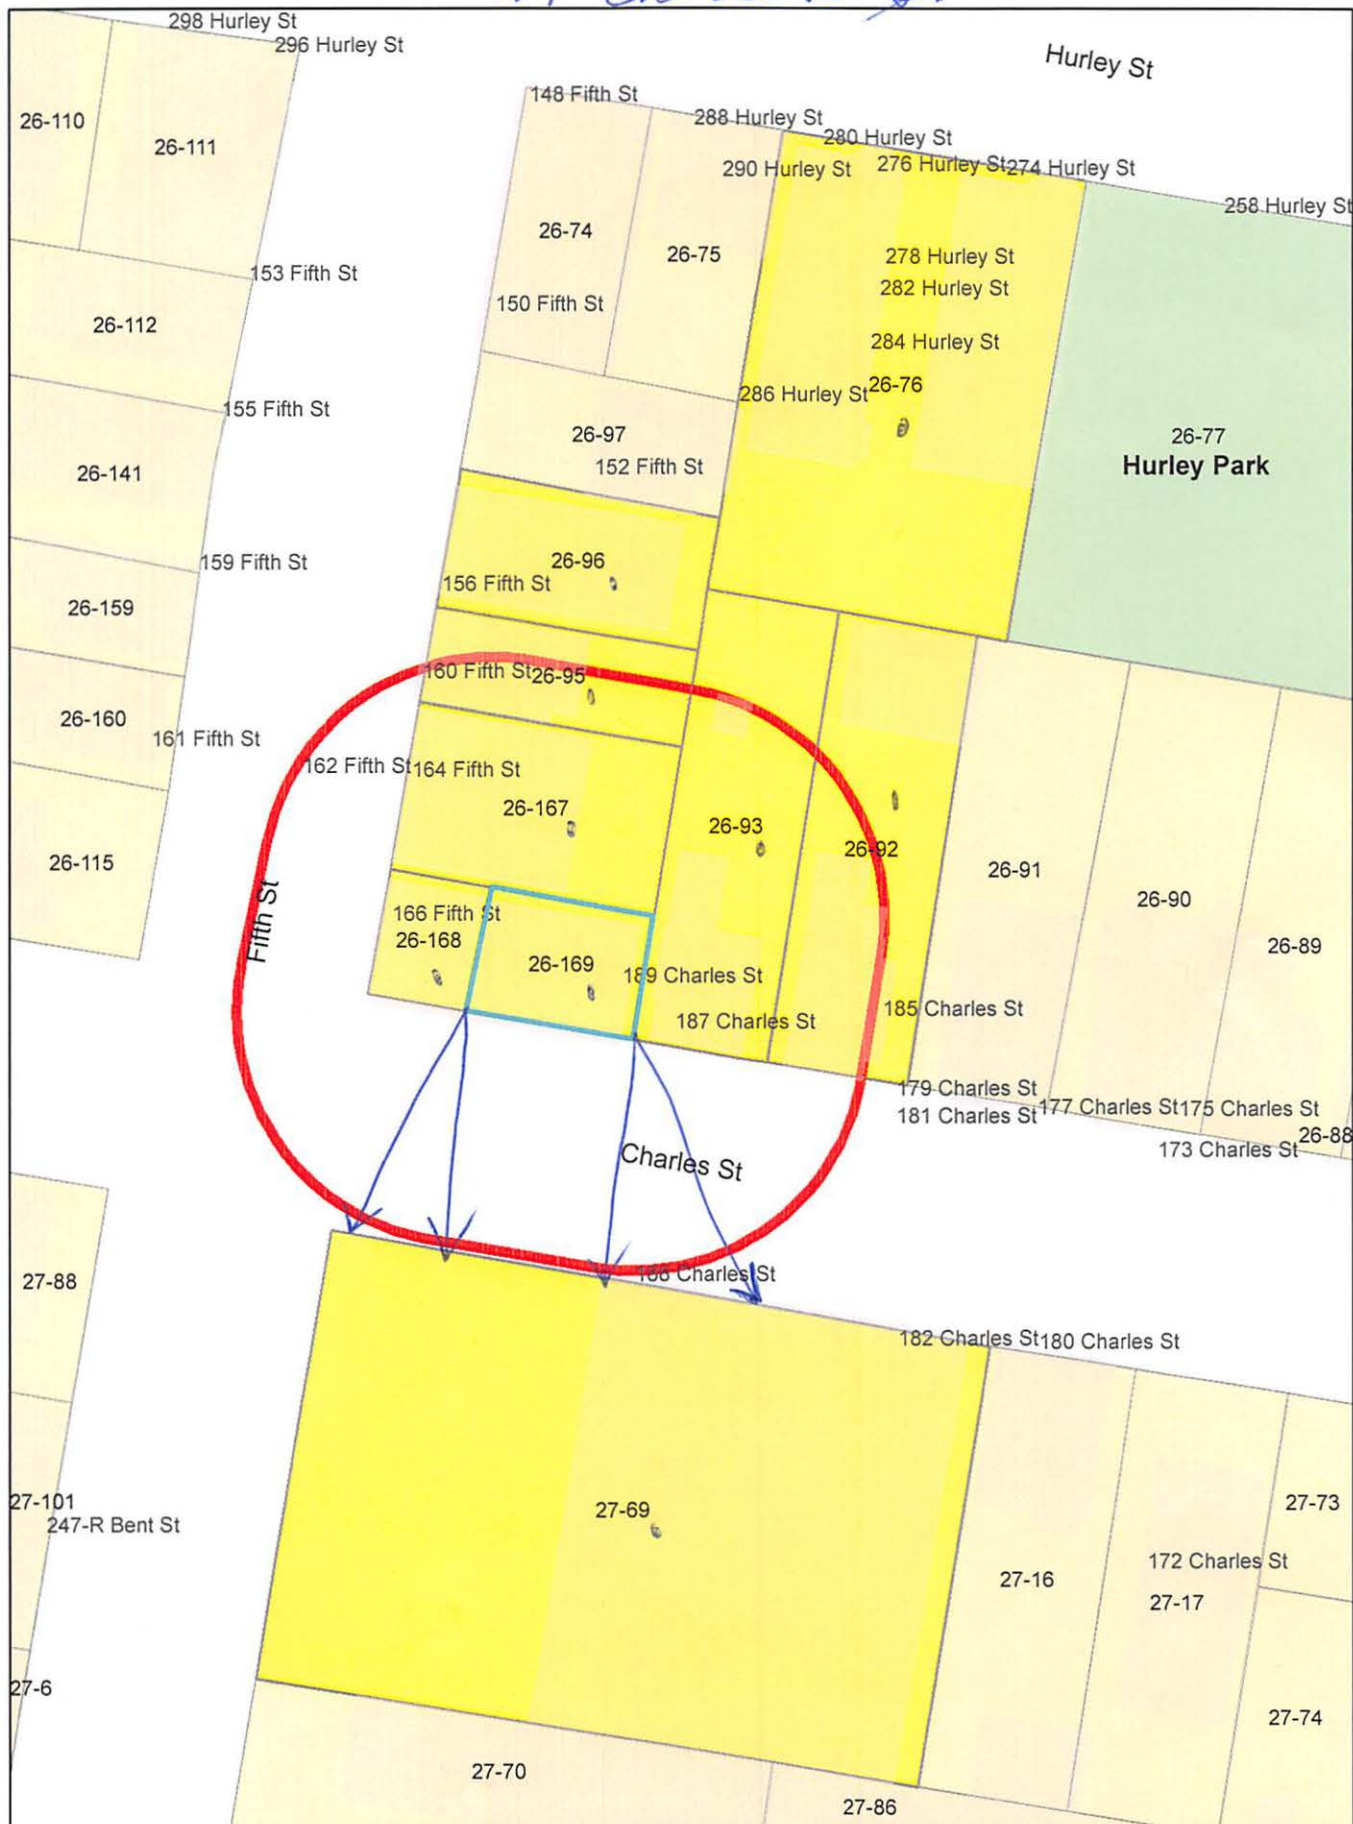 298 Hurley St
296 Hurley St
Hurley St
148 Fifth St
288 Hurley St
280 Hurley St
26-110
26-111
290 Hurley St
276 Hurley St
274 Hurley St
258 Hurley St
26-74
26-75
278 Hurley St
153 Fifth St
282 Hurley St
150 Fifth St
26-112
284 Hurley St
26-76
286 Hurley St
155 Fifth St
26-97
26-77
Hurley Park
152 Fifth St
26-141
159 Fifth St
26-96
156 Fifth St
26-159
160 Fifth St
26-95
26-160
161 Fifth St
162 Fifth St
164 Fifth St
26-167
26-93
26-92
26-115
26-91
26-90
Fifth St
166 Fifth St
26-168
26-169
26-89
189 Charles St
187 Charles St
185 Charles St
179 Charles St
181 Charles St
177 Charles St
175 Charles St
26-88
173 Charles St
Charles St
27-88
168 Charles St
182 Charles St
180 Charles St
27-101
247-R Bent St
27-69
27-73
172 Charles St
27-16
27-17
27-6
27-74
27-70
27-86